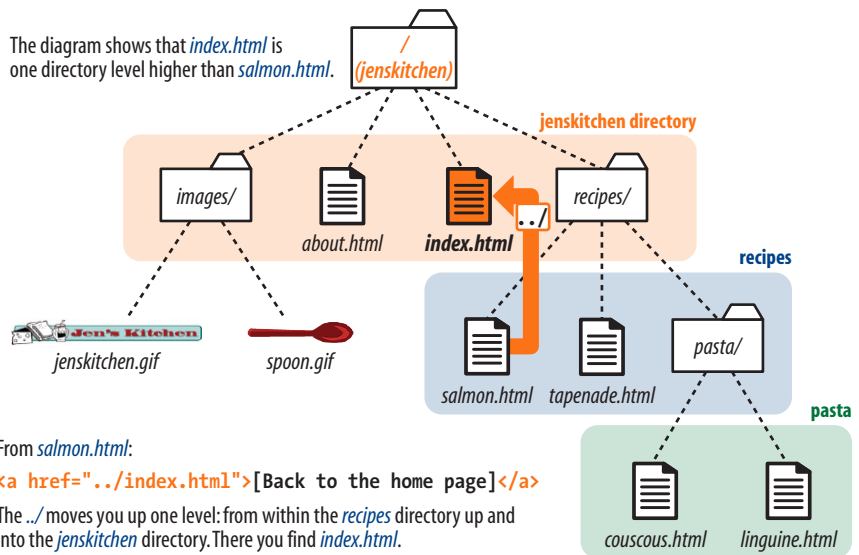 The diagram shows that index.html is
one directory level higher than salmon.html.
/
(jenskitchen)
jenskitchen directory
images/
about.html
index.html
../
recipes/
recipes
Jen's Kitchen
jenskitchen.gif
spoon.gif
salmon.html
tapenade.html
pasta/
pasta
couscous.html
linguine.html
From salmon.html:
<a href="../index.html">[Back to the home page]</a>
The ../ moves you up one level: from within the recipes directory up and
into the jenskitchen directory. There you find index.html.